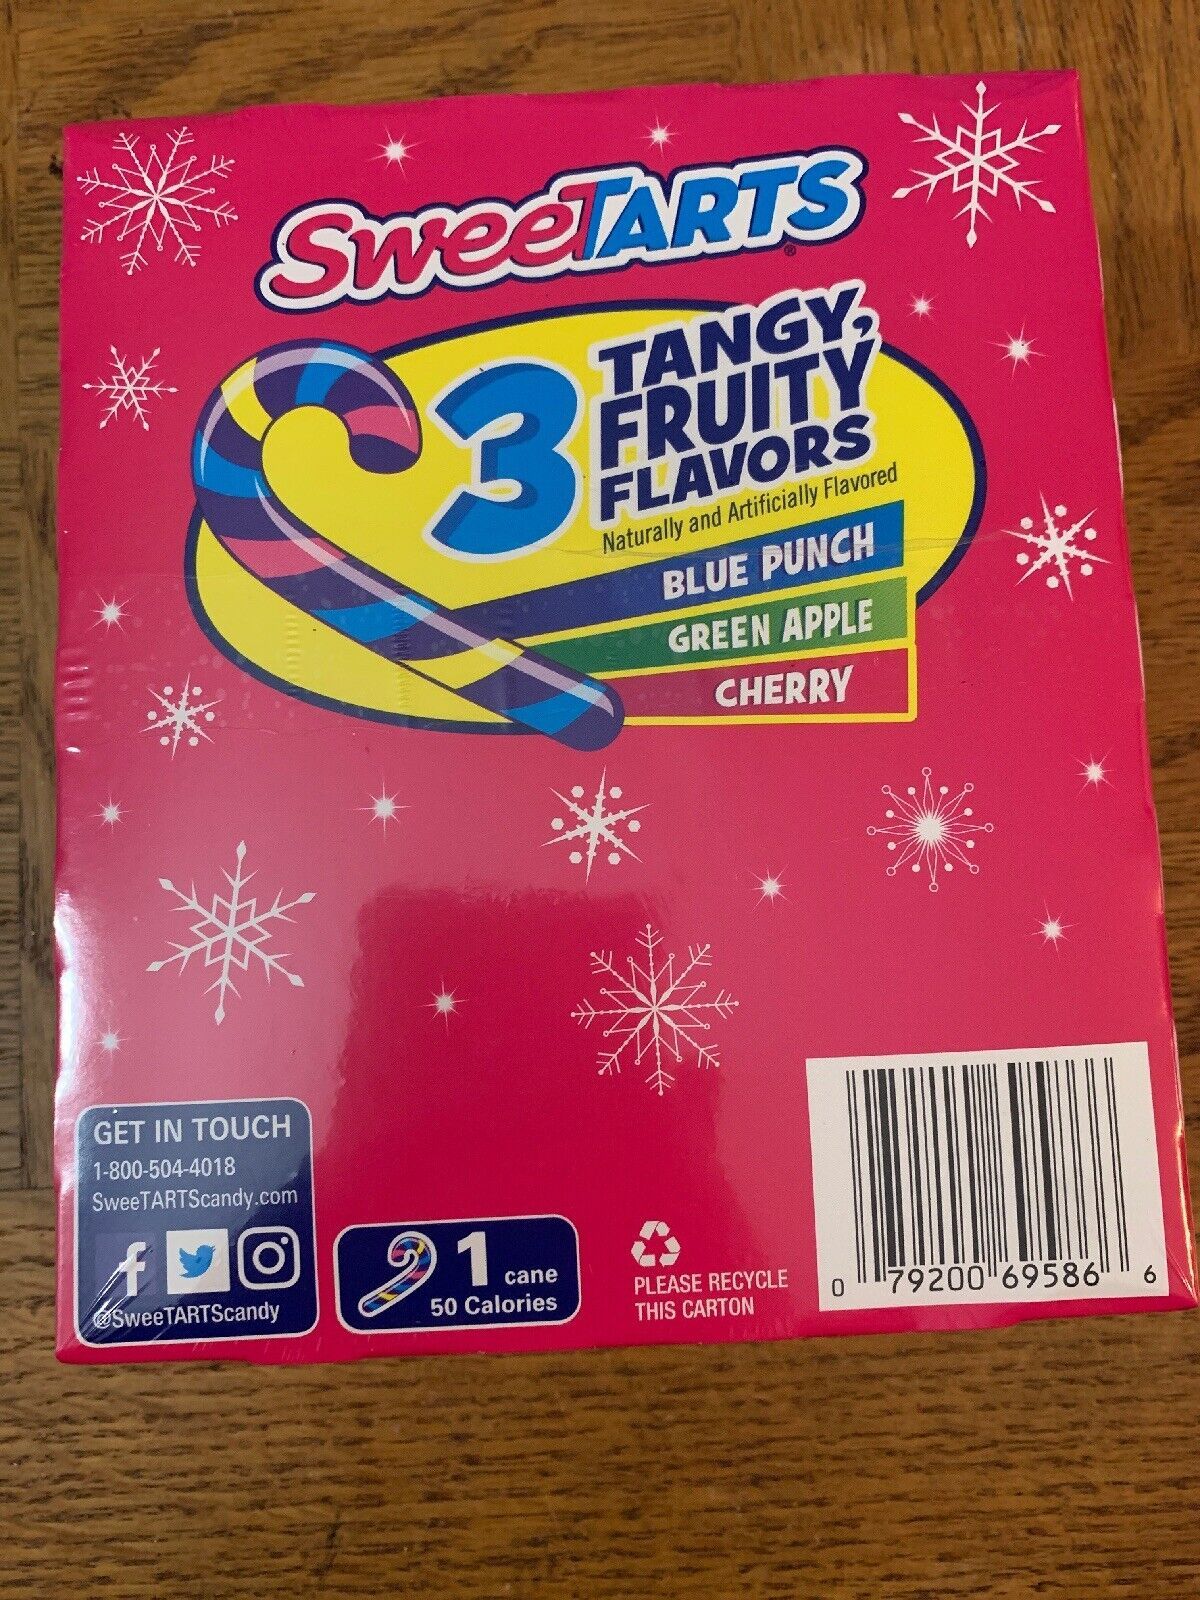 SweeTARTS®
3 TANGY,
FRUITY
FLAVORS
Naturally and Artificially Flavored
BLUE PUNCH
GREEN APPLE
CHERRY
GET IN TOUCH
1-800-504-4018
SweeTARTScandy.com
@SweeTARTScandy
1 cane
50 Calories
PLEASE RECYCLE
THIS CARTON
0 79200 69586 6